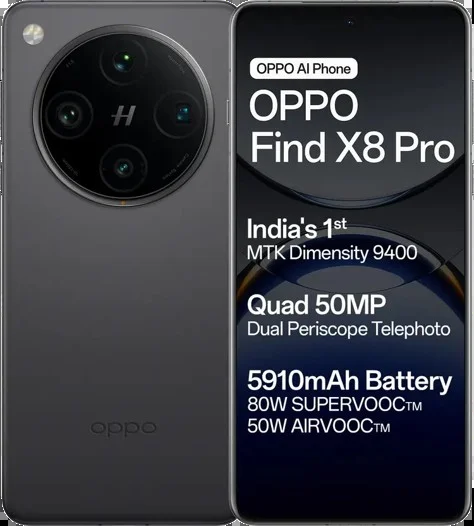 H
oppo
OPPO AI Phone
OPPO
Find X8 Pro
India's 1st
MTK Dimensity 9400
Quad 50MP
Dual Periscope Telephoto
5910mAh Battery
80W SUPERVOOC™
50W AIRVOOC™